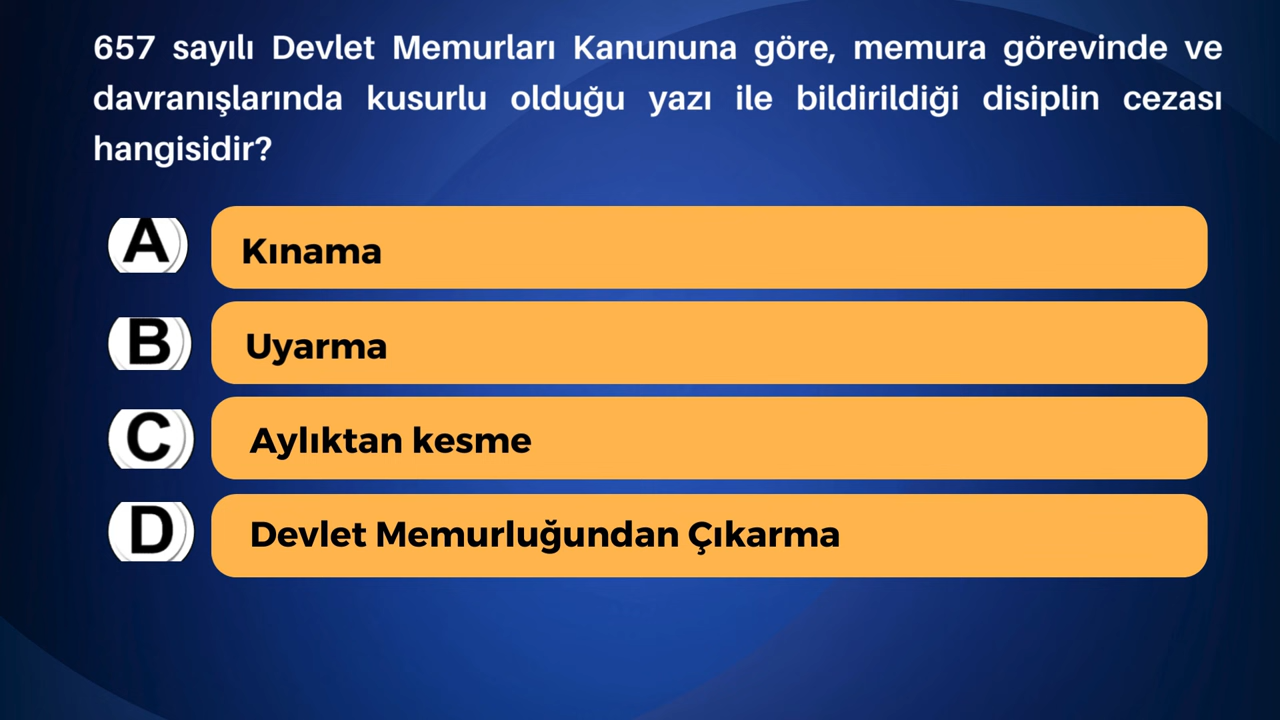 657 sayılı Devlet Memurları Kanununa göre, memura görevinde ve
davranışlarında kusurlu olduğu yazı ile bildirildiği disiplin cezası
hangisidir?
A Kınama
B Uyarma
C Aylıktan kesme
D Devlet Memurluğundan Çıkarma